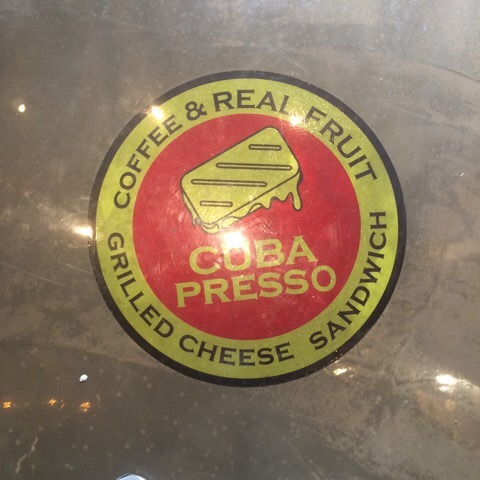 COFFEE & REAL FRUIT
CUBA
PRESSO
GRILLED CHEESE SANDWICH